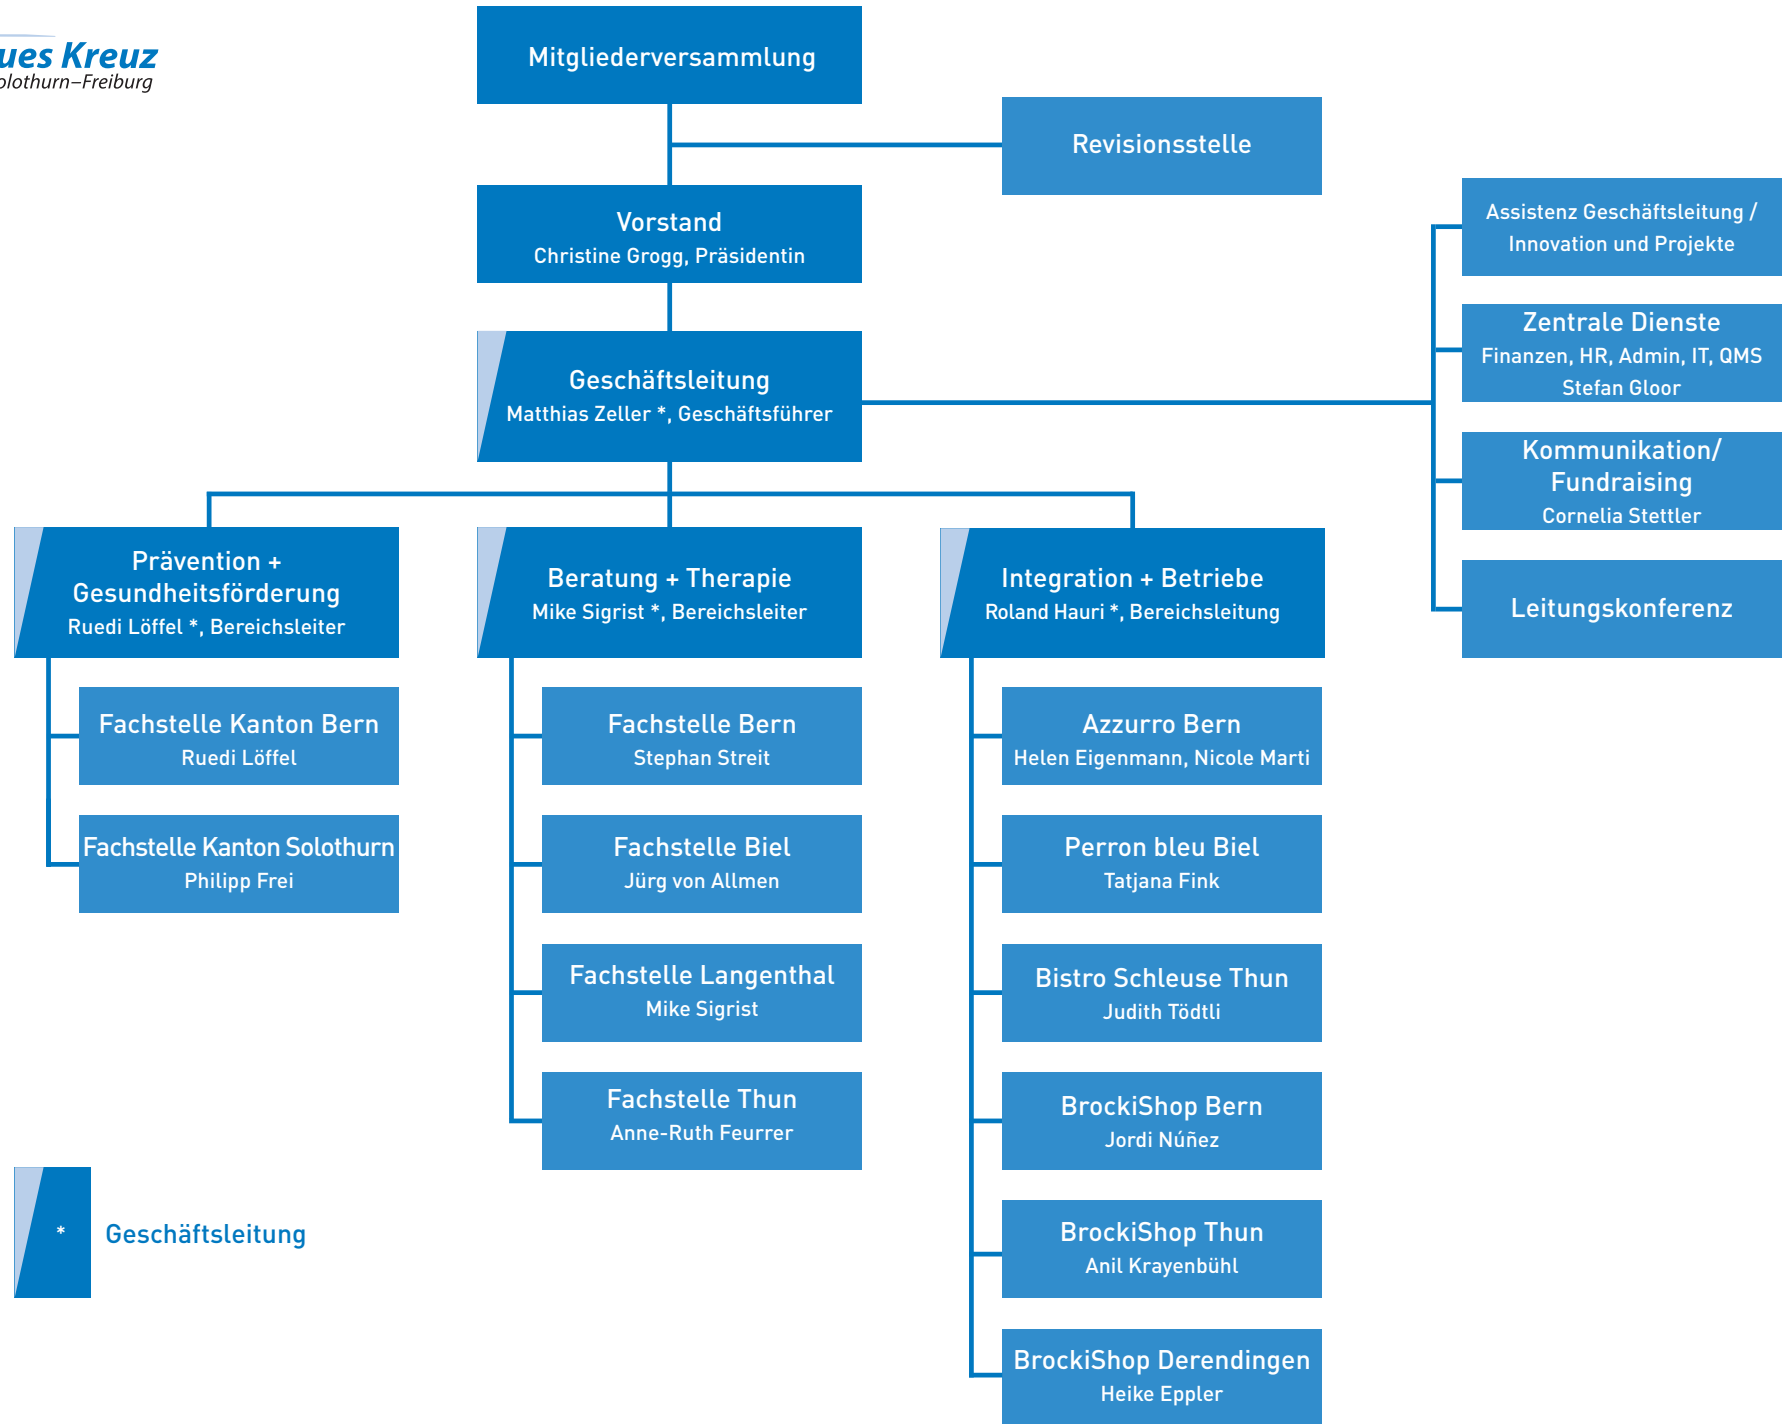 ues Kreuz
olothurn–Freiburg
Mitgliederversammlung
Revisionsstelle
Vorstand
Christine Grogg, Präsidentin
Geschäftsleitung
Matthias Zeller *, Geschäftsführer
Assistenz Geschäftsleitung /
Innovation und Projekte
Zentrale Dienste
Finanzen, HR, Admin, IT, QMS
Stefan Gloor
Kommunikation/
Fundraising
Cornelia Stettler
Leitungskonferenz
Prävention +
Gesundheitsförderung
Ruedi Löffel *, Bereichsleiter
Fachstelle Kanton Bern
Ruedi Löffel
Fachstelle Kanton Solothurn
Philipp Frei
Beratung + Therapie
Mike Sigrist *, Bereichsleiter
Fachstelle Bern
Stephan Streit
Fachstelle Biel
Jürg von Allmen
Fachstelle Langenthal
Mike Sigrist
Fachstelle Thun
Anne-Ruth Feurrer
Integration + Betriebe
Roland Hauri *, Bereichsleitung
Azzurro Bern
Helen Eigenmann, Nicole Marti
Perron bleu Biel
Tatjana Fink
Bistro Schleuse Thun
Judith Tödtli
BrockiShop Bern
Jordi Núñez
BrockiShop Thun
Anil Krayenbühl
BrockiShop Derendingen
Heike Eppler
* Geschäftsleitung